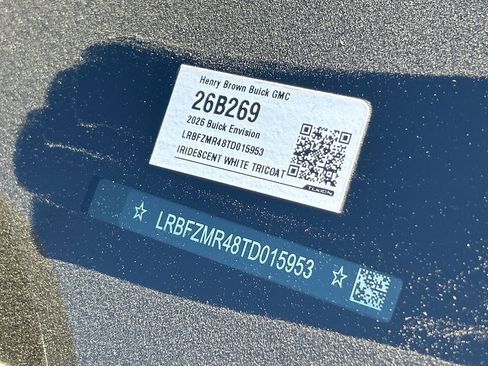 Henry Brown Buick GMC
26B269
2026 Buick Envision
LRBFZMR48TD015953
IRIDESCENT WHITE TRICOAT
☆ LRBFZMR48TD015953 ☆